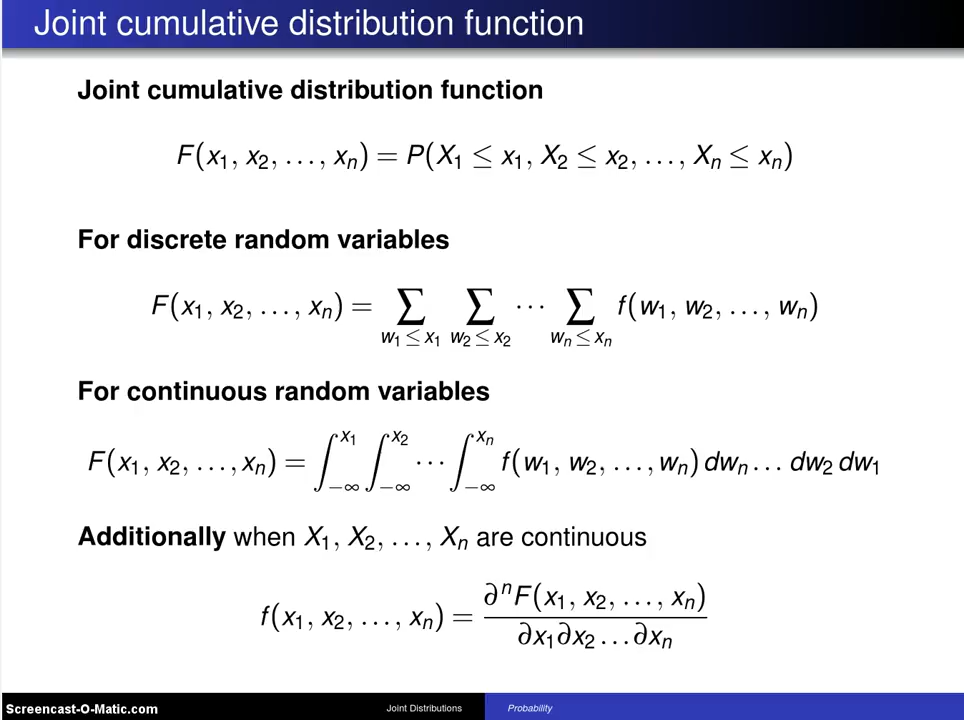 Joint cumulative distribution function
Joint cumulative distribution function
F(x₁, x₂, …, xₙ) = P(X₁ ≤ x₁, X₂ ≤ x₂, …, Xₙ ≤ xₙ)
For discrete random variables
F(x₁, x₂, …, xₙ) = ∑_{w₁ ≤ x₁} ∑_{w₂ ≤ x₂} ⋯ ∑_{wₙ ≤ xₙ} f(w₁, w₂, …, wₙ)
For continuous random variables
F(x₁, x₂, …, xₙ) = ∫_{−∞}^{x₁} ∫_{−∞}^{x₂} ⋯ ∫_{−∞}^{xₙ} f(w₁, w₂, …, wₙ) dwₙ … dw₂ dw₁
Additionally when X₁, X₂, …, Xₙ are continuous
f(x₁, x₂, …, xₙ) = ∂ⁿF(x₁, x₂, …, xₙ) / ∂x₁∂x₂ … ∂xₙ
Screencast-O-Matic.com Joint Distributions Probability